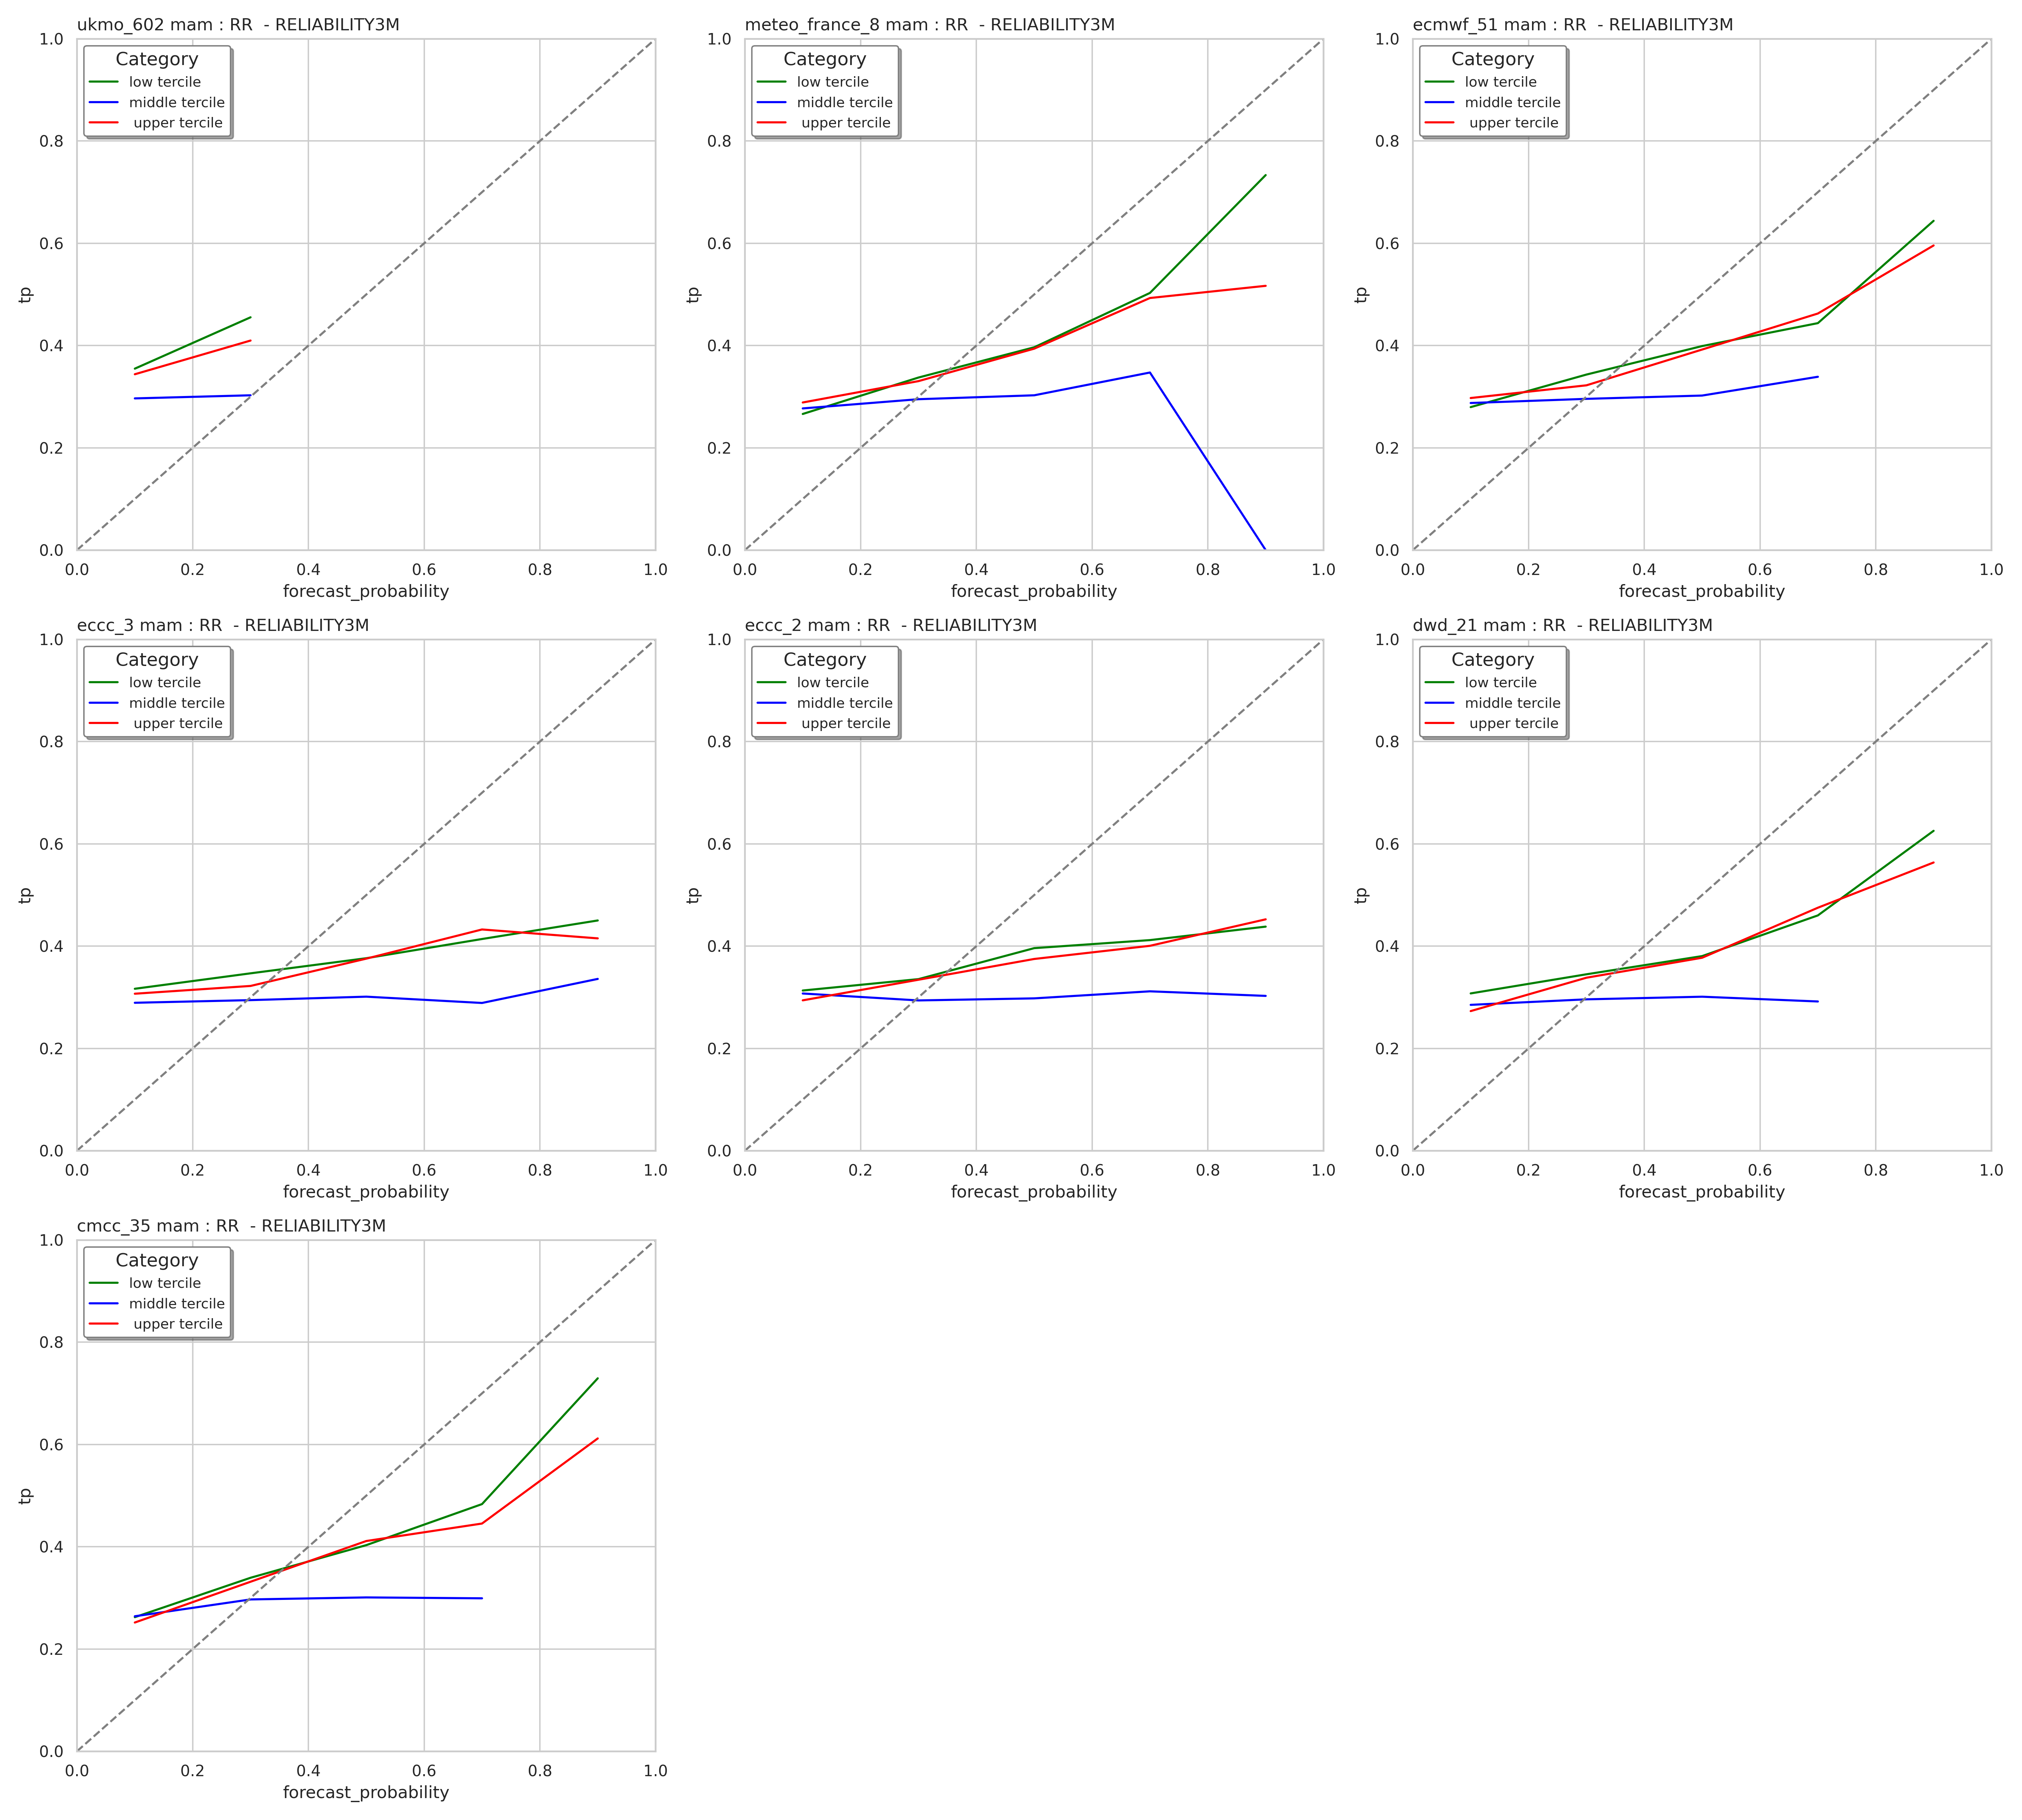 ukmo_602 mam : RR  - RELIABILITY3M
1.0
Category
low tercile
middle tercile
upper tercile
0.8
0.6
tp
0.4
0.2
0.0
0.0 0.2 0.4 0.6 0.8 1.0
forecast_probability
meteo_france_8 mam : RR  - RELIABILITY3M
1.0
Category
low tercile
middle tercile
upper tercile
0.8
0.6
tp
0.4
0.2
0.0
0.0 0.2 0.4 0.6 0.8 1.0
forecast_probability
ecmwf_51 mam : RR  - RELIABILITY3M
1.0
Category
low tercile
middle tercile
upper tercile
0.8
0.6
tp
0.4
0.2
0.0
0.0 0.2 0.4 0.6 0.8 1.0
forecast_probability
eccc_3 mam : RR  - RELIABILITY3M
1.0
Category
low tercile
middle tercile
upper tercile
0.8
0.6
tp
0.4
0.2
0.0
0.0 0.2 0.4 0.6 0.8 1.0
forecast_probability
eccc_2 mam : RR  - RELIABILITY3M
1.0
Category
low tercile
middle tercile
upper tercile
0.8
0.6
tp
0.4
0.2
0.0
0.0 0.2 0.4 0.6 0.8 1.0
forecast_probability
dwd_21 mam : RR  - RELIABILITY3M
1.0
Category
low tercile
middle tercile
upper tercile
0.8
0.6
tp
0.4
0.2
0.0
0.0 0.2 0.4 0.6 0.8 1.0
forecast_probability
cmcc_35 mam : RR  - RELIABILITY3M
1.0
Category
low tercile
middle tercile
upper tercile
0.8
0.6
tp
0.4
0.2
0.0
0.0 0.2 0.4 0.6 0.8 1.0
forecast_probability